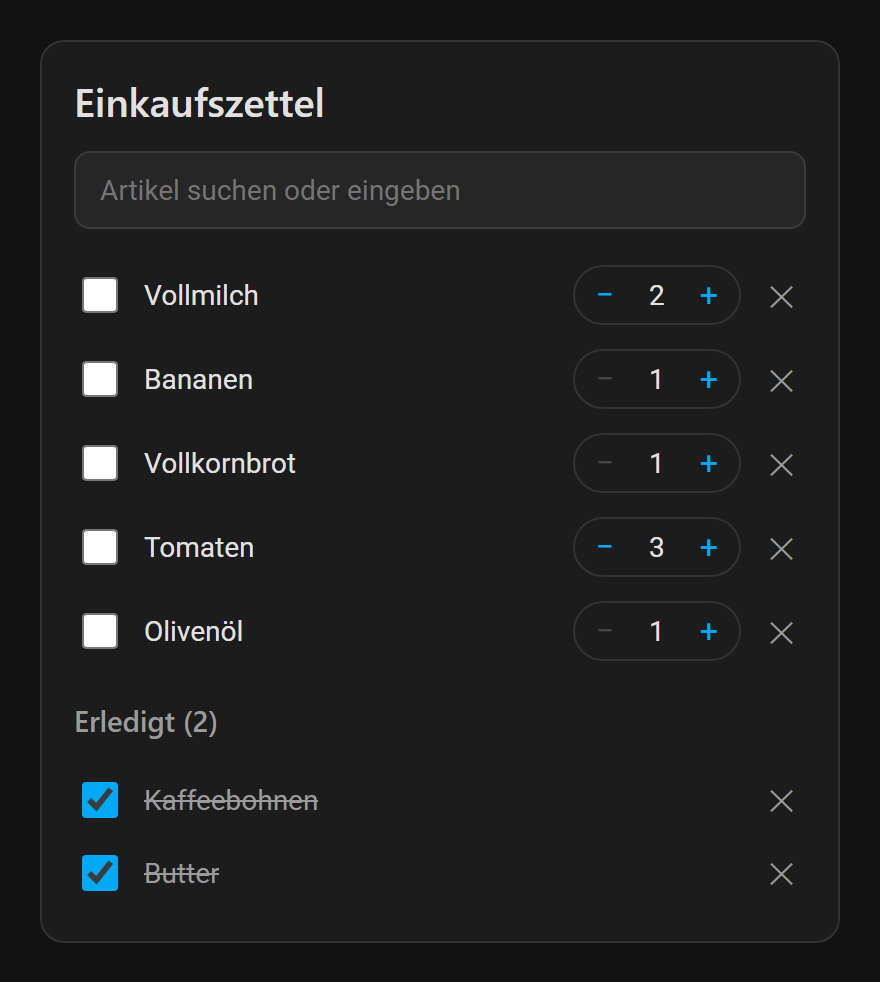 Einkaufszettel
Artikel suchen oder eingeben
Vollmilch − 2 +
Bananen − 1 +
Vollkornbrot − 1 +
Tomaten − 3 +
Olivenöl − 1 +
Erledigt (2)
Kaffeebohnen
Butter